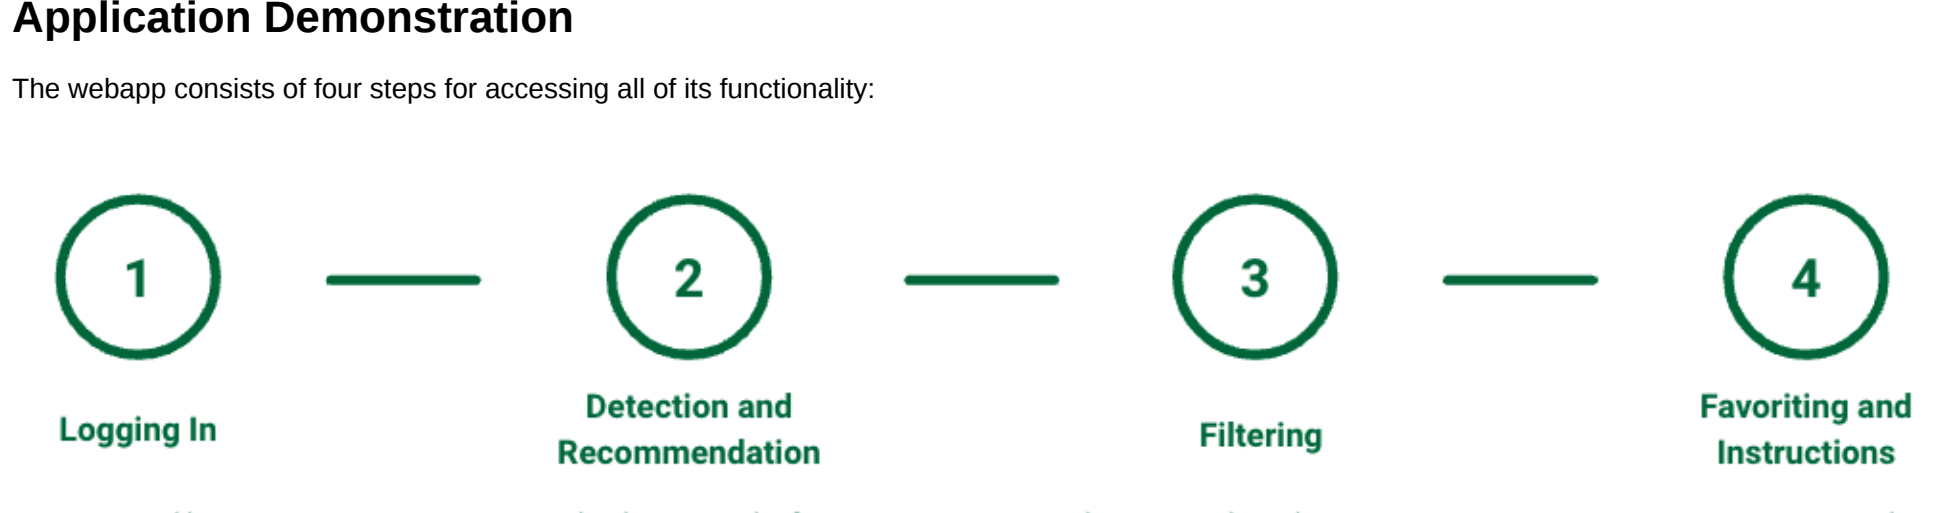 Application Demonstration
The webapp consists of four steps for accessing all of its functionality:
1
2
3
4
Logging In
Detection and
Recommendation
Filtering
Favoriting and
Instructions